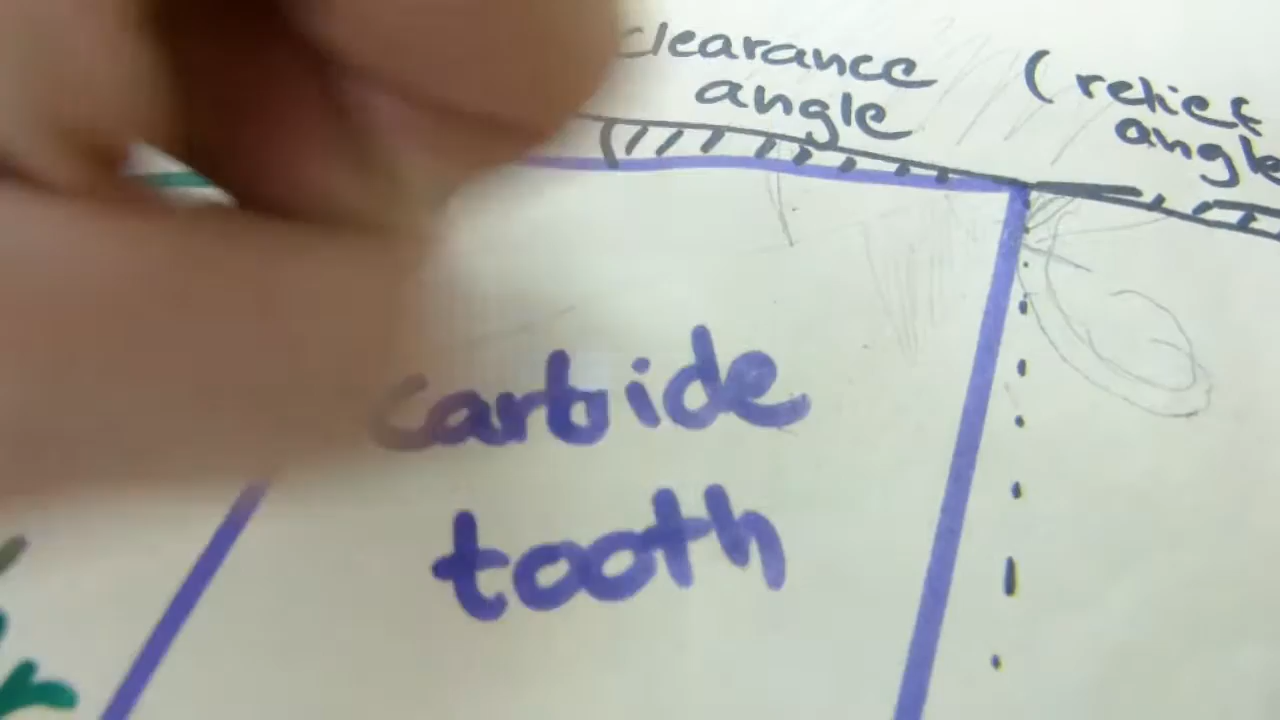 clearance (relief
angle angle
carbide
tooth